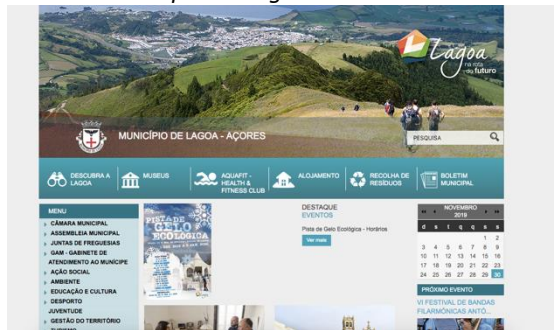 Lagoa
na rota
do futuro
MUNICÍPIO DE LAGOA - AÇORES
PESQUISA
DESCUBRA A
LAGOA
MUSEUS
AQUAFIT -
HEALTH &
FITNESS CLUB
ALOJAMENTO
RECOLHA DE
RESÍDUOS
BOLETIM
MUNICIPAL
MENU
CÂMARA MUNICIPAL
ASSEMBLEIA MUNICIPAL
JUNTAS DE FREGUESIAS
GAM - GABINETE DE
ATENDIMENTO AO MUNÍCIPE
AÇÃO SOCIAL
AMBIENTE
EDUCAÇÃO E CULTURA
DESPORTO
JUVENTUDE
GESTÃO DO TERRITÓRIO
TURISMO
PISTA DE
GELO
ECOLÓGICA
DESTAQUE
EVENTOS
Pista de Gelo Ecológica - Horários
Ver mais
NOVEMBRO
2019
d s t q q s s
1 2
3 4 5 6 7 8 9
10 11 12 13 14 15 16
17 18 19 20 21 22 23
24 25 26 27 28 29 30
PRÓXIMO EVENTO
VI FESTIVAL DE BANDAS
FILARMÓNICAS ANTÓ...